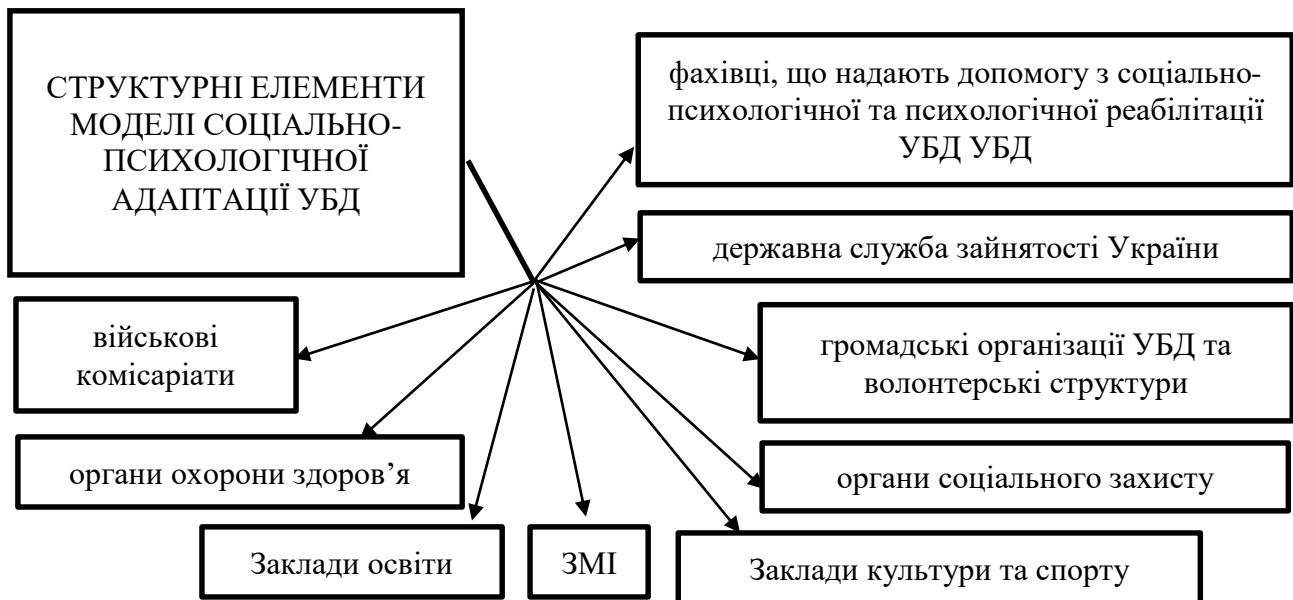 СТРУКТУРНІ ЕЛЕМЕНТИ
МОДЕЛІ СОЦІАЛЬНО-
ПСИХОЛОГІЧНОЇ
АДАПТАЦІЇ УБД
фахівці, що надають допомогу з соціально-
психологічної та психологічної реабілітації
УБД УБД
державна служба зайнятості України
військові
комісаріати
громадські організації УБД та
волонтерські структури
органи охорони здоров’я
органи соціального захисту
Заклади освіти
ЗМІ
Заклади культури та спорту